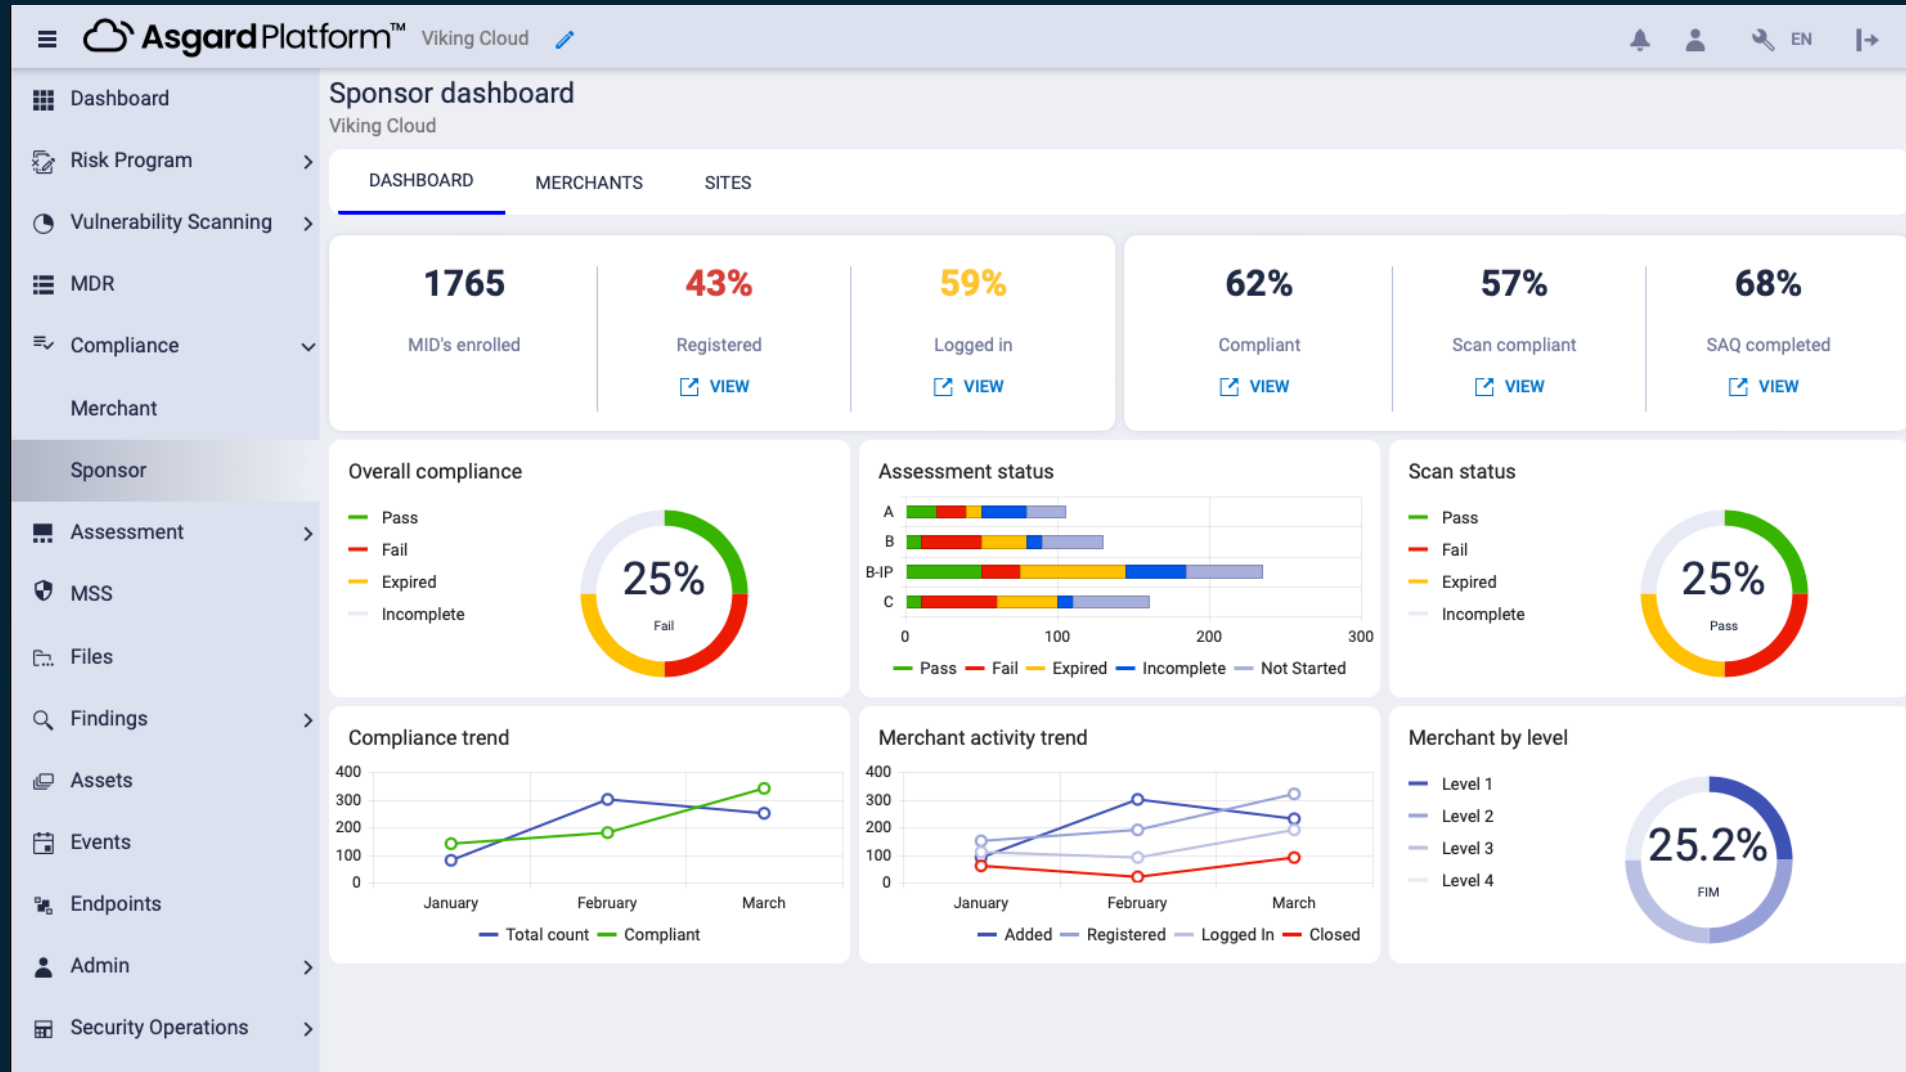 Asgard Platform™ Viking Cloud
EN
Dashboard
Risk Program
Vulnerability Scanning
MDR
Compliance
Merchant
Sponsor
Assessment
MSS
Files
Findings
Assets
Events
Endpoints
Admin
Security Operations
Sponsor dashboard
Viking Cloud
DASHBOARD MERCHANTS SITES
1765 43% 59% 62% 57% 68%
MID's enrolled Registered Logged in Compliant Scan compliant SAQ completed
VIEW VIEW VIEW VIEW VIEW
Overall compliance
Pass
Fail
Expired
Incomplete
25%
Fail
Assessment status
A
B
B-IP
C
0 100 200 300
Pass Fail Expired Incomplete Not Started
Scan status
Pass
Fail
Expired
Incomplete
25%
Pass
Compliance trend
400
300
200
100
0
January February March
Total count Compliant
Merchant activity trend
400
300
200
100
0
January February March
Added Registered Logged In Closed
Merchant by level
Level 1
Level 2
Level 3
Level 4
25.2%
FIM